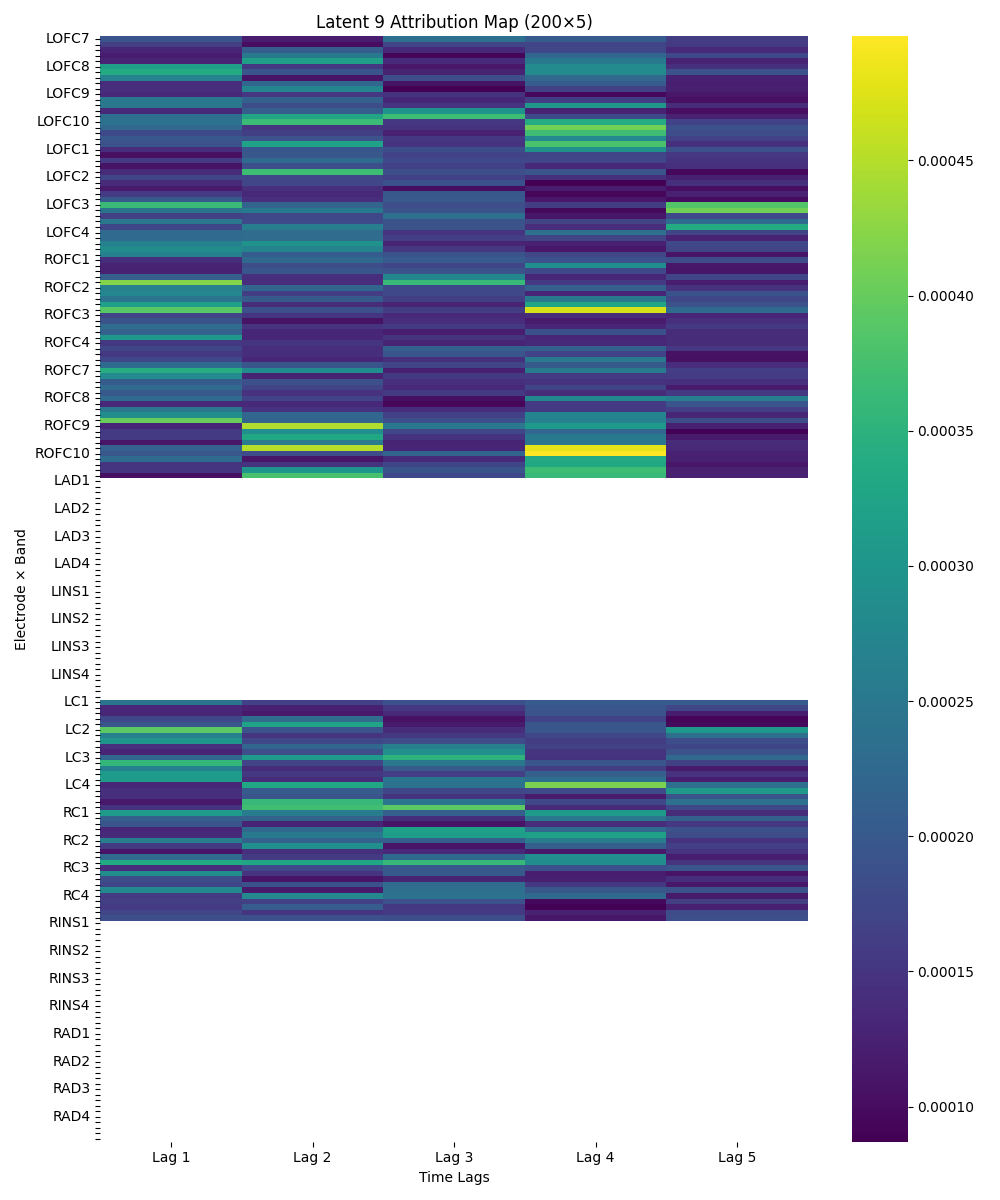 Latent 9 Attribution Map (200×5)
Electrode × Band
LOFC7
LOFC8
LOFC9
LOFC10
LOFC1
LOFC2
LOFC3
LOFC4
ROFC1
ROFC2
ROFC3
ROFC4
ROFC7
ROFC8
ROFC9
ROFC10
LAD1
LAD2
LAD3
LAD4
LINS1
LINS2
LINS3
LINS4
LC1
LC2
LC3
LC4
RC1
RC2
RC3
RC4
RINS1
RINS2
RINS3
RINS4
RAD1
RAD2
RAD3
RAD4
Lag 1 Lag 2 Lag 3 Lag 4 Lag 5
Time Lags
0.00045
0.00040
0.00035
0.00030
0.00025
0.00020
0.00015
0.00010